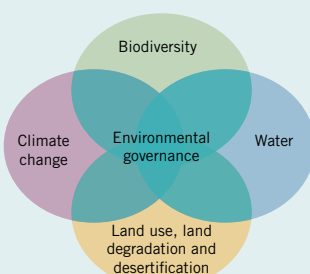 Biodiversity
Climate
change
Environmental
governance
Water
Land use, land
degradation and
desertification